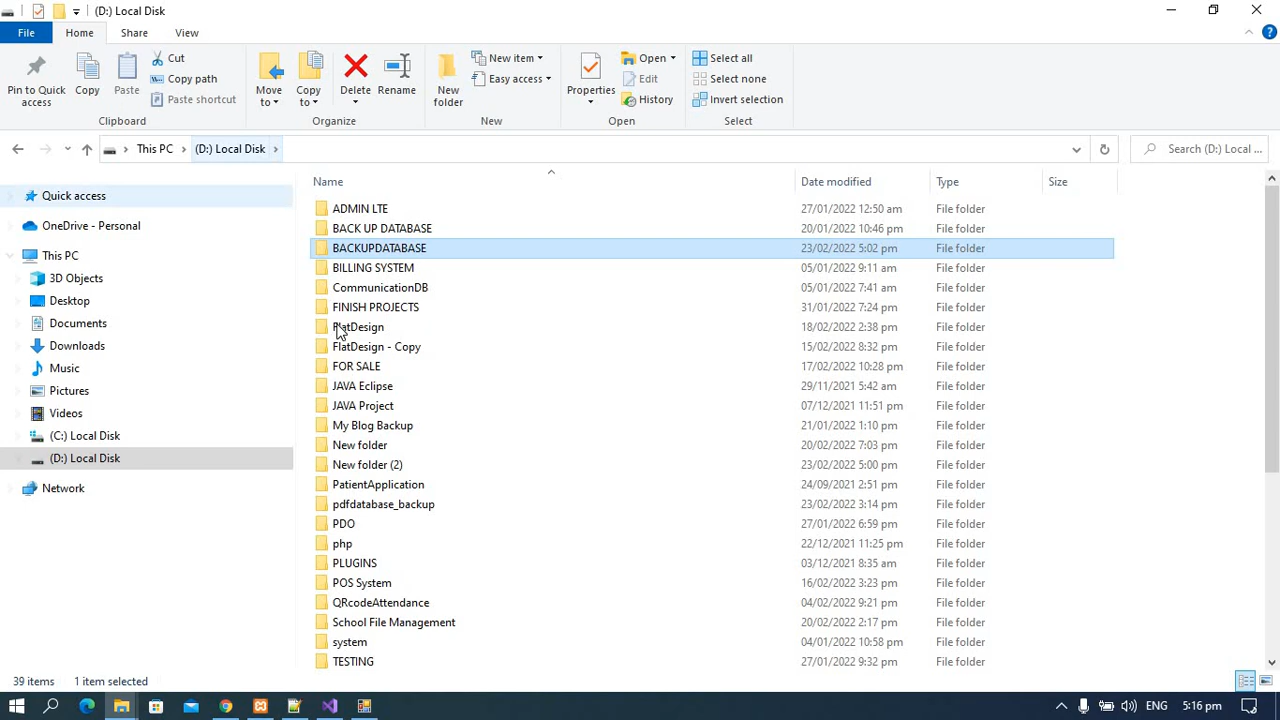 (D:) Local Disk
File Home Share View
Pin to Quick access
Copy
Paste
Cut
Copy path
Paste shortcut
Clipboard
Move to
Copy to
Delete
Rename
Organize
New folder
New item
Easy access
New
Properties
Open
Edit
History
Open
Select all
Select none
Invert selection
Select
This PC (D:) Local Disk
Search (D:) Local ...
Quick access
OneDrive - Personal
This PC
3D Objects
Desktop
Documents
Downloads
Music
Pictures
Videos
(C:) Local Disk
(D:) Local Disk
Network
Name Date modified Type Size
ADMIN LTE 27/01/2022 12:50 am File folder
BACK UP DATABASE 20/01/2022 10:46 pm File folder
BACKUPDATABASE 23/02/2022 5:02 pm File folder
BILLING SYSTEM 05/01/2022 9:11 am File folder
CommunicationDB 05/01/2022 7:41 am File folder
FINISH PROJECTS 31/01/2022 7:24 pm File folder
FlatDesign 18/02/2022 2:38 pm File folder
FlatDesign - Copy 15/02/2022 8:32 pm File folder
FOR SALE 17/02/2022 10:28 pm File folder
JAVA Eclipse 29/11/2021 5:42 am File folder
JAVA Project 07/12/2021 11:51 pm File folder
My Blog Backup 21/01/2022 1:10 pm File folder
New folder 20/02/2022 7:03 pm File folder
New folder (2) 23/02/2022 5:00 pm File folder
PatientApplication 24/09/2021 2:51 pm File folder
pdfdatabase_backup 23/02/2022 3:14 pm File folder
PDO 27/01/2022 6:59 pm File folder
php 22/12/2021 11:25 pm File folder
PLUGINS 03/12/2021 8:35 am File folder
POS System 16/02/2022 3:23 pm File folder
QRcodeAttendance 04/02/2022 9:21 pm File folder
School File Management 20/02/2022 2:17 pm File folder
system 04/01/2022 10:58 pm File folder
TESTING 27/01/2022 9:32 pm File folder
39 items 1 item selected
ENG 5:16 pm